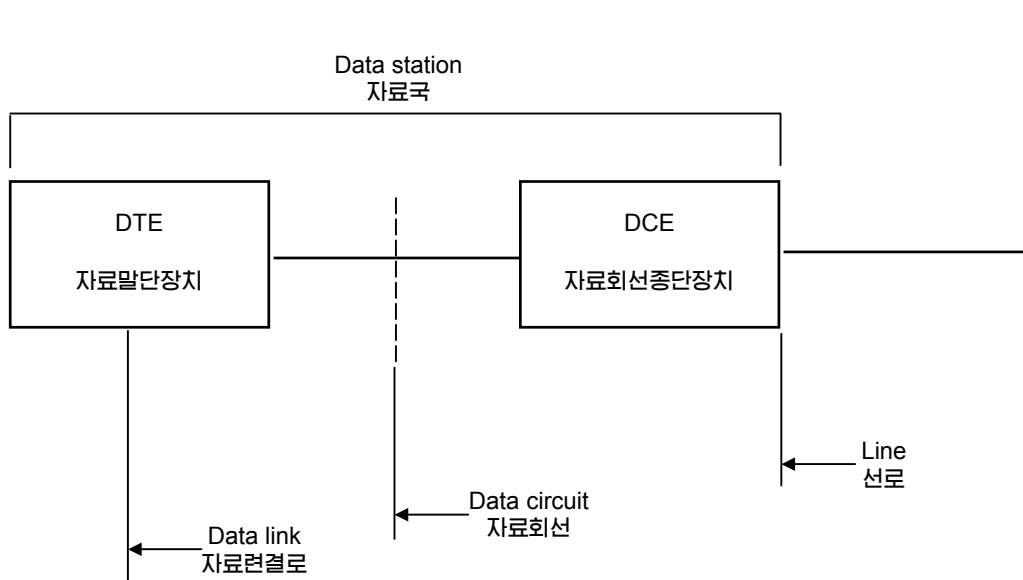 Data station
자료국
DTE
자료말단장치
DCE
자료회선종단장치
Line
선로
Data circuit
자료회선
Data link
자료련결로